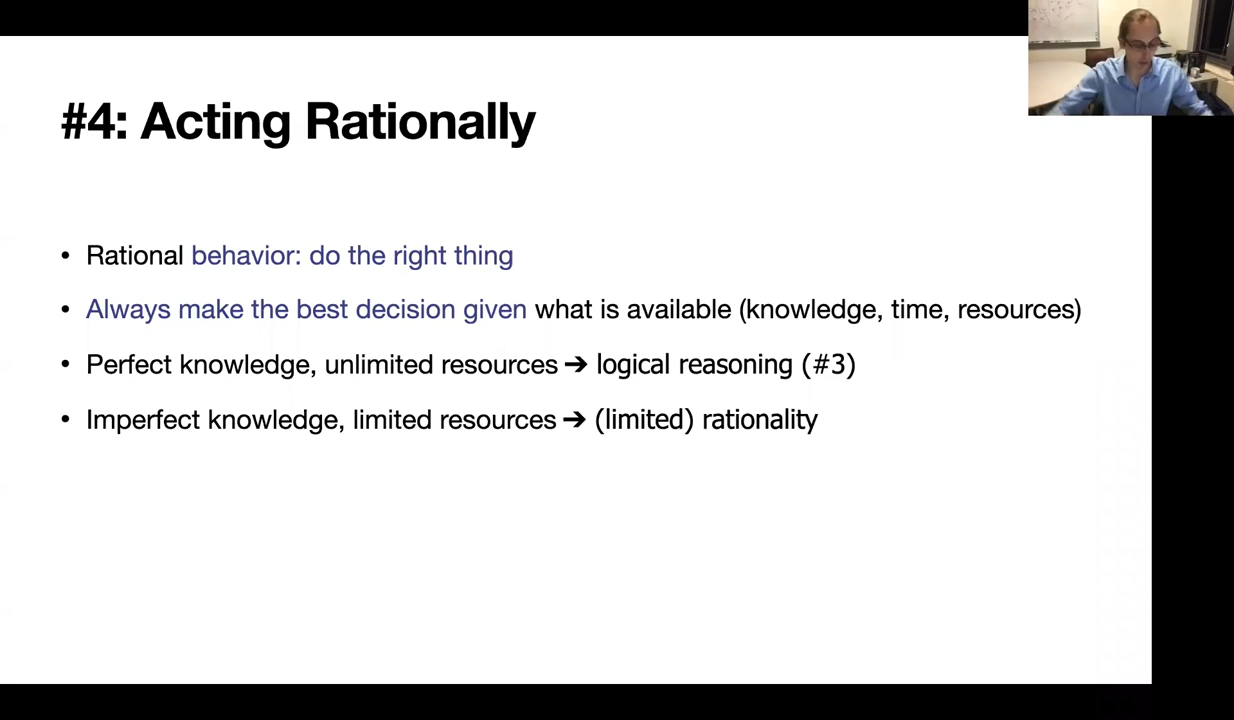 #4: Acting Rationally
• Rational behavior: do the right thing
• Always make the best decision given what is available (knowledge, time, resources)
• Perfect knowledge, unlimited resources ➔ logical reasoning (#3)
• Imperfect knowledge, limited resources ➔ (limited) rationality